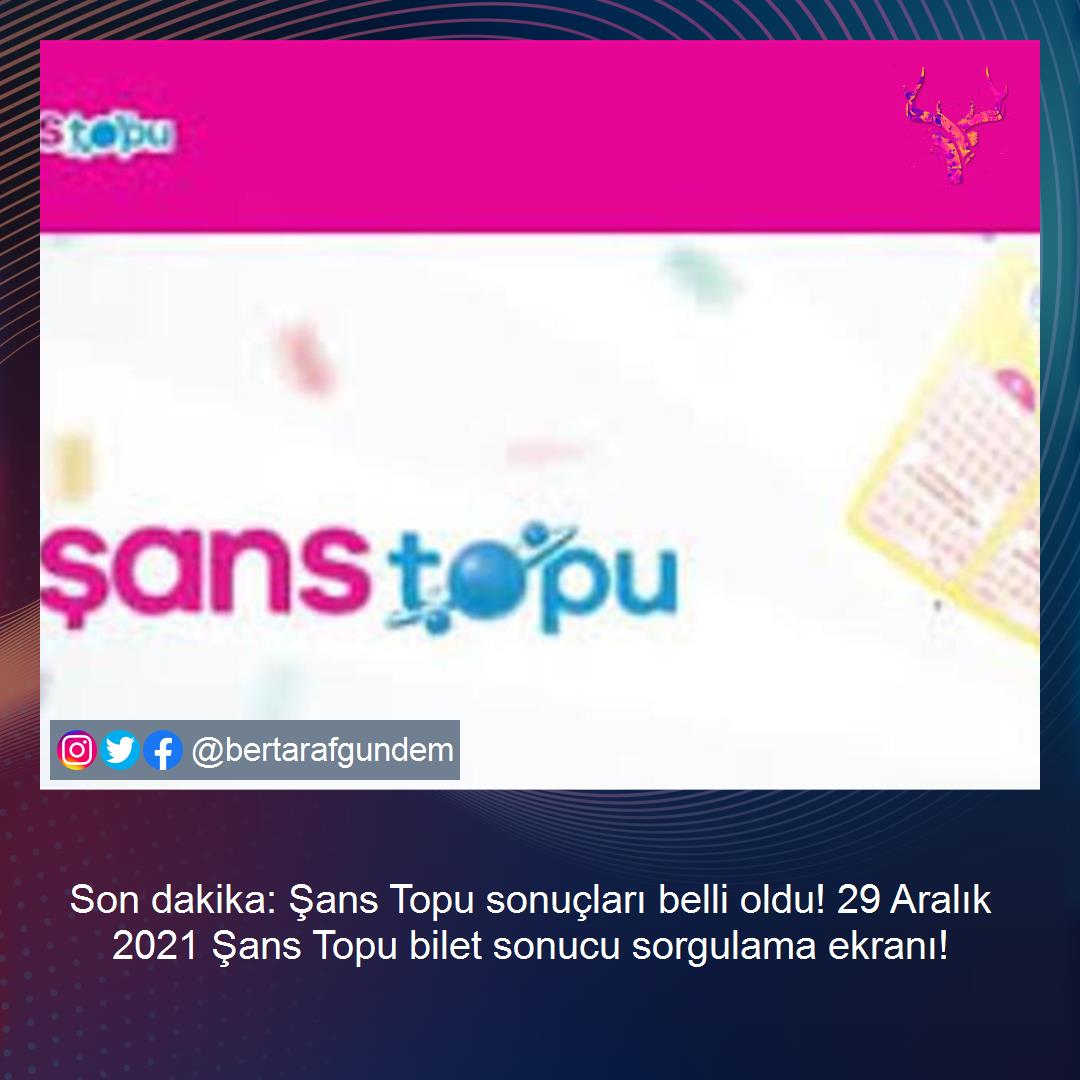 s topu
şans topu
@bertarafgundem
Son dakika: Şans Topu sonuçları belli oldu! 29 Aralık
2021 Şans Topu bilet sonucu sorgulama ekranı!